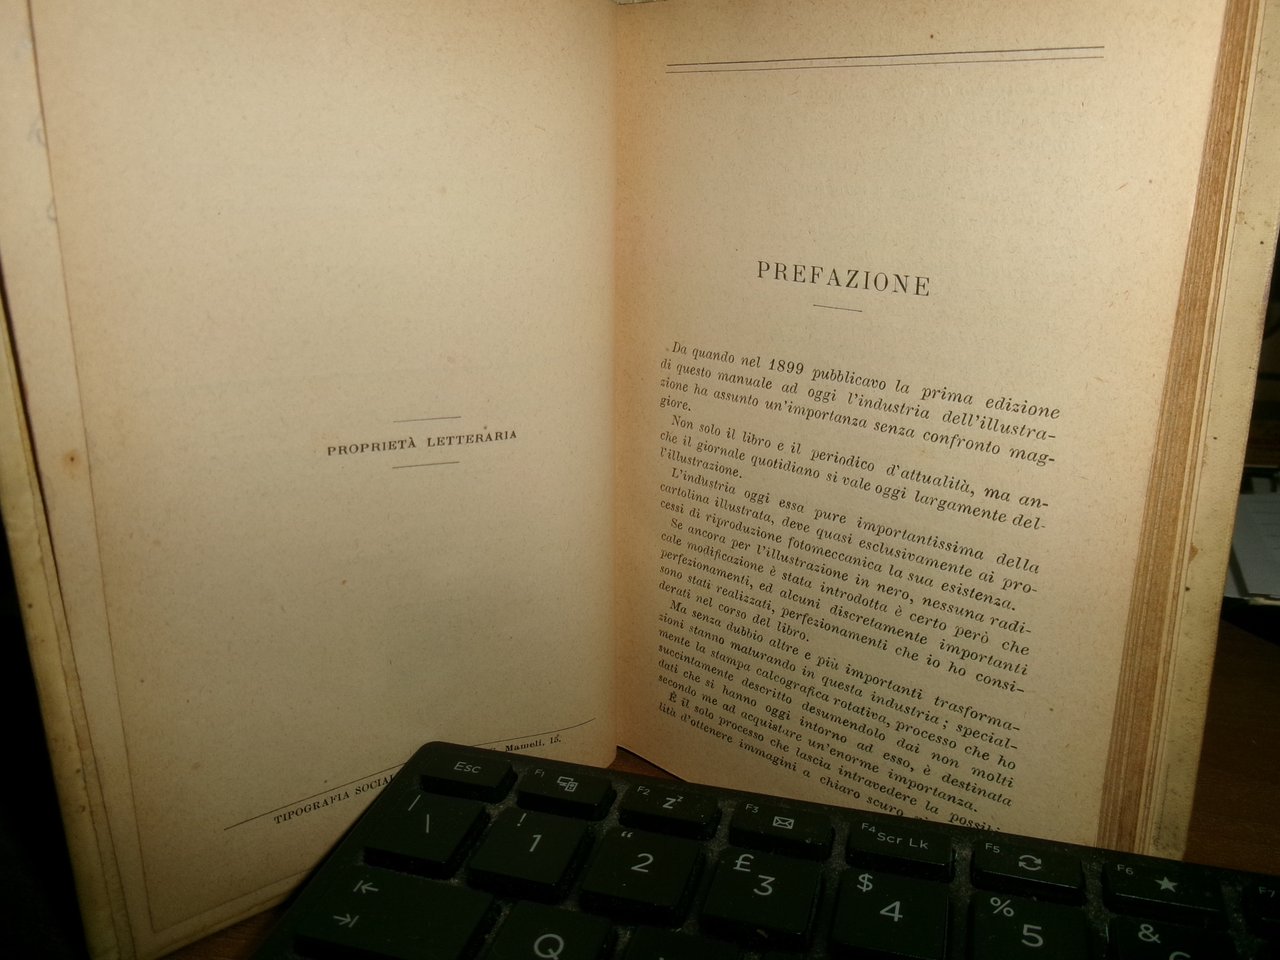 PROPRIETÀ LETTERARIA
TIPOGRAFIA SOCIAL
Mameli, 15.
PREFAZIONE
Da quando nel 1899 pubblicavo la prima edizione
di questo manuale ad oggi l'industria dell'illustra-
zione ha assunto un'importanza senza confronto mag-
giore.
Non solo il libro e il periodico d'attualità, ma an-
che il giornale quotidiano si vale oggi largamente del-
l'illustrazione.
L'industria oggi essa pure importantissima della
cartolina illustrata, deve quasi esclusivamente ai pro-
cessi di riproduzione fotomeccanica la sua esistenza.
Se ancora per l'illustrazione in nero, nessuna radi-
cale modificazione è stata introdotta è certo però che
perfezionamenti, ed alcuni discretamente importanti
sono stati realizzati, perfezionamenti che io ho consi-
derati nel corso del libro.
Ma senza dubbio altre e più importanti trasforma-
zioni stanno maturando in questa industria; special-
mente la stampa calcografica rotativa, processo che ho
succintamente descritto desumendolo dai non molti
dati che si hanno oggi intorno ad esso, è destinata
secondo me ad acquistare un'enorme importanza.
È il solo processo che lascia intravedere la possibi-
lità d'ottenere immagini a chiaro scuro
Esc
F1
F2
zz
F3
F4 Scr Lk
F5
F6
F7
| \
! 1
" 2
£ 3
$ 4
% 5
&
Q